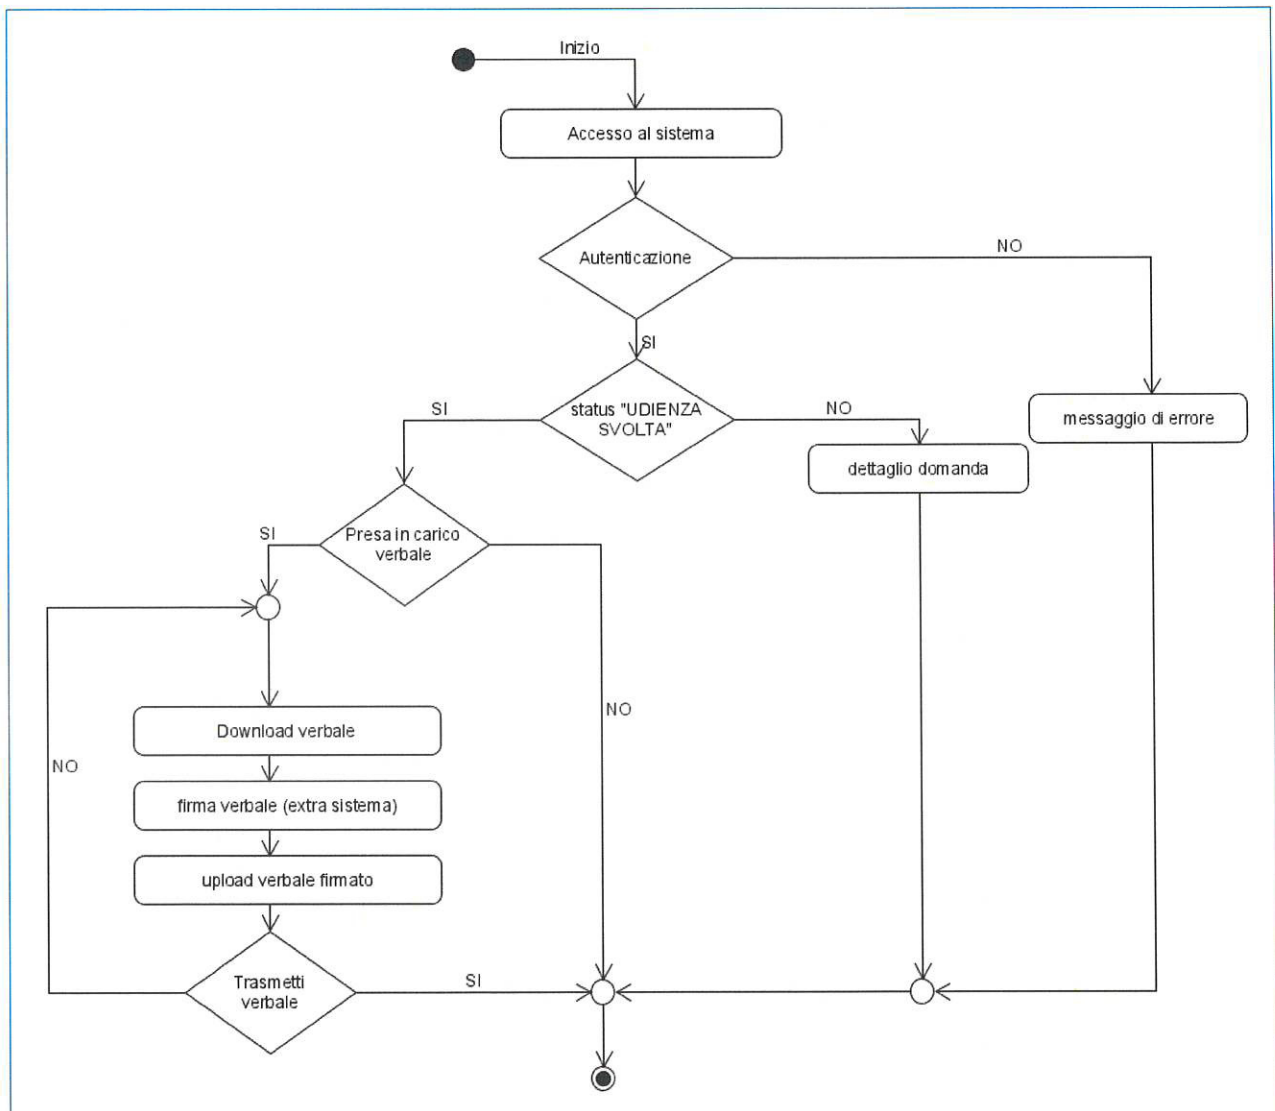 Inizio
Accesso al sistema
Autenticazione
NO
SI
status "UDIENZA
SVOLTA"
SI
NO
messaggio di errore
dettaglio domanda
Presa in carico
verbale
SI
NO
Download verbale
NO
firma verbale (extra sistema)
upload verbale firmato
Trasmetti
verbale
SI